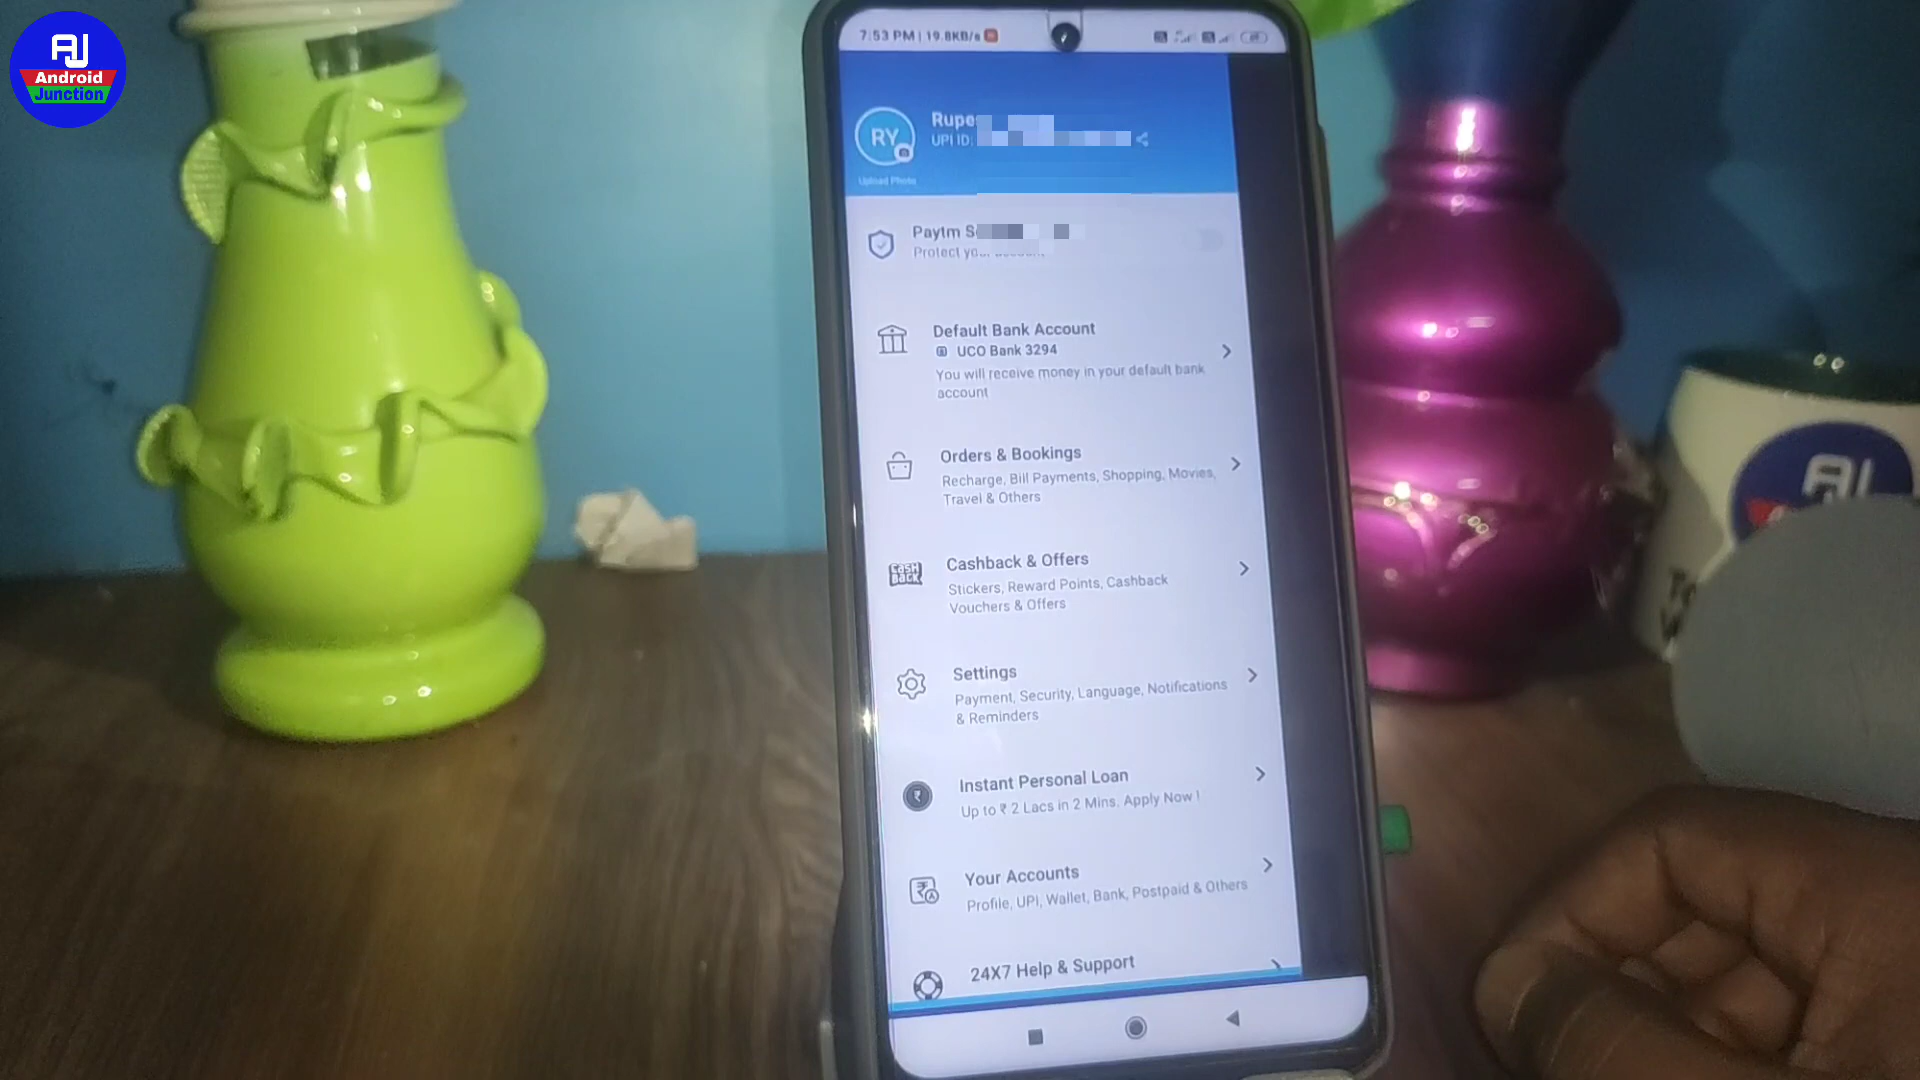 AJ
Android
Junction
7:53 PM | 19.8KB/s
RY
Rupe
UPI ID:
Upload Photo
Paytm S
Protect
Default Bank Account
UCO Bank 3294
You will receive money in your default bank
account
Orders & Bookings
Recharge, Bill Payments, Shopping, Movies,
Travel & Others
CASH
BACK
Cashback & Offers
Stickers, Reward Points, Cashback
Vouchers & Offers
Settings
Payment, Security, Language, Notifications
& Reminders
Instant Personal Loan
Up to ₹ 2 Lacs in 2 Mins. Apply Now !
Your Accounts
Profile, UPI, Wallet, Bank, Postpaid & Others
24X7 Help & Support
AJ